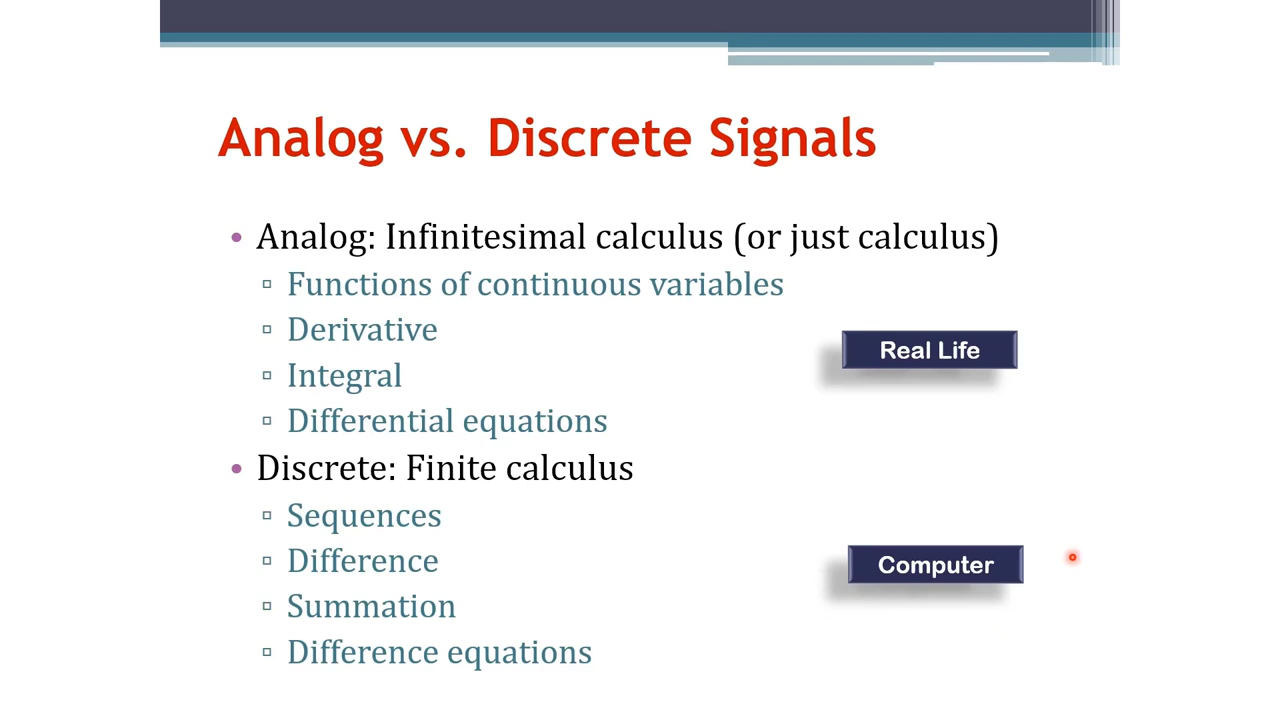 Analog vs. Discrete Signals
• Analog: Infinitesimal calculus (or just calculus)
▫ Functions of continuous variables
▫ Derivative
▫ Integral
▫ Differential equations
Real Life
• Discrete: Finite calculus
▫ Sequences
▫ Difference
▫ Summation
▫ Difference equations
Computer